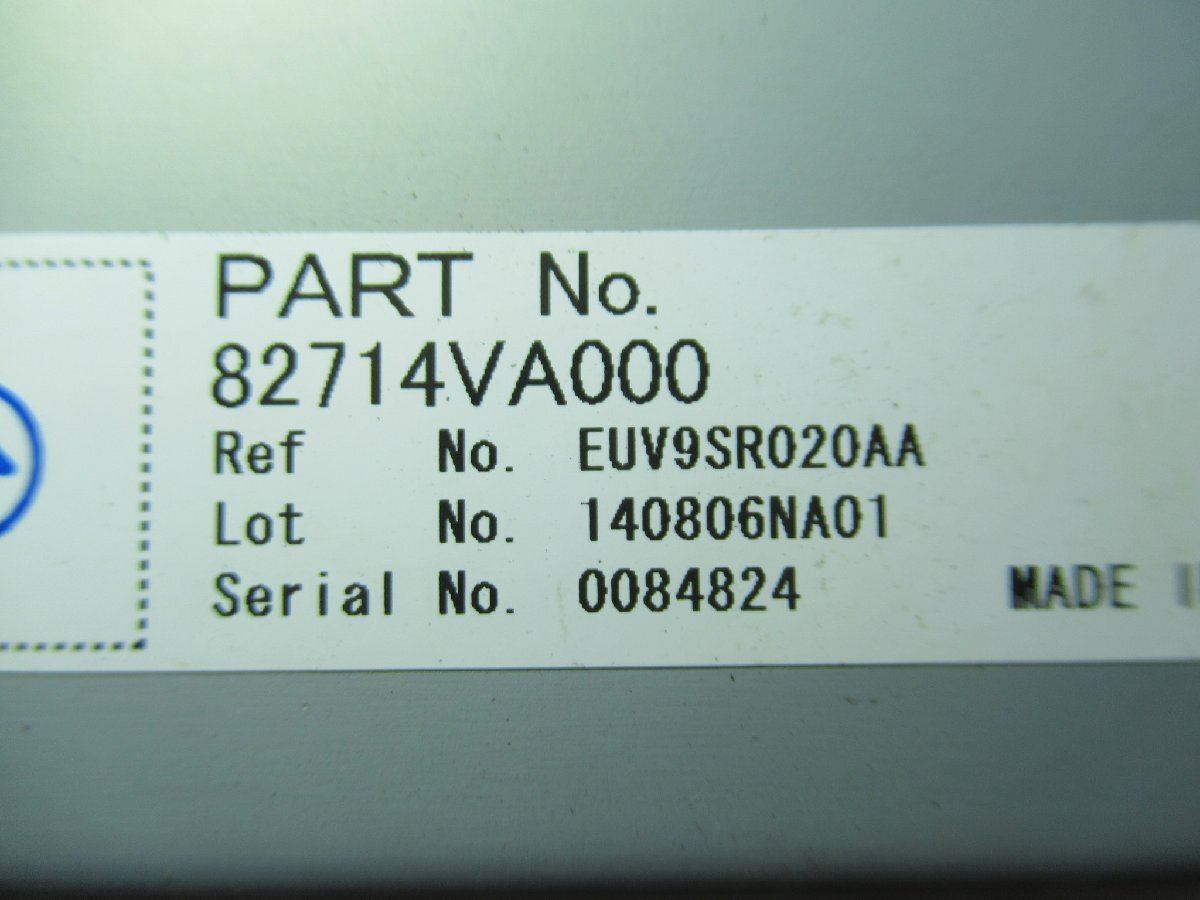 PART No.
82714VA000
Ref No. EUV9SR020AA
Lot No. 140806NA01
Serial No. 0084824
MADE